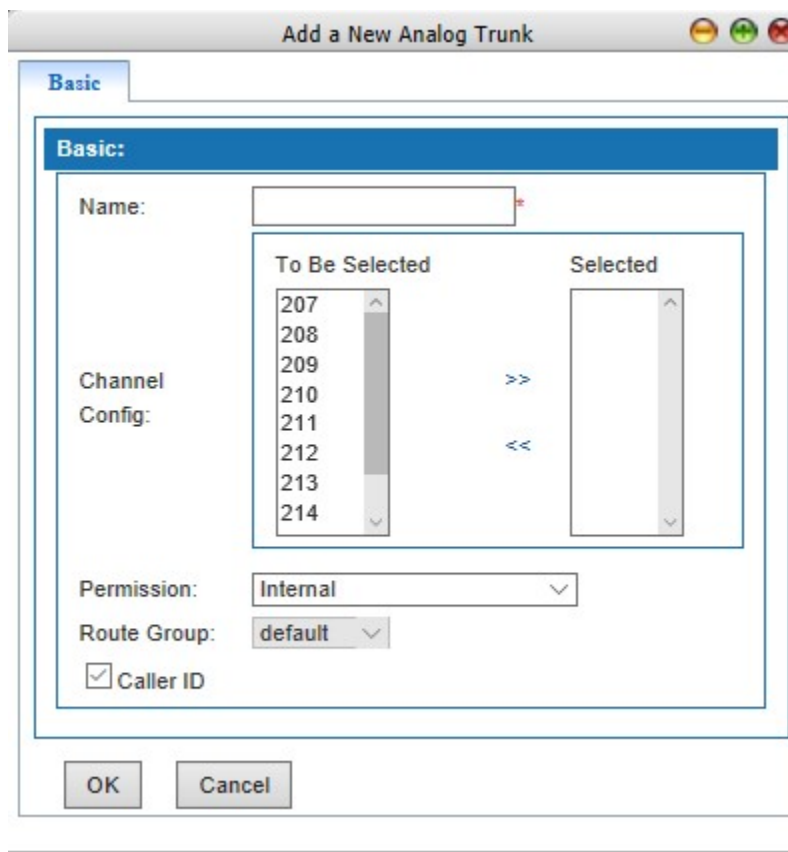 Add a New Analog Trunk
Basic
Basic:
Name: *
To Be Selected Selected
207
208
209
210
211
212
213
214
Channel
Config:
>>
<<
Permission: Internal
Route Group: default
Caller ID
OK Cancel